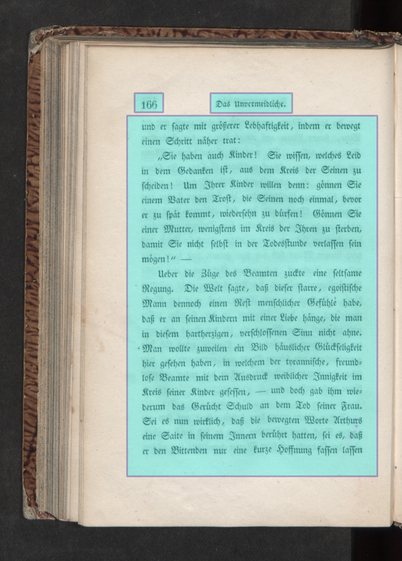 166
Das Unvermeidliche.
und er sagte mit größerer Lebhaftigkeit, indem er bewegt
einen Schritt näher trat:
„Sie haben auch Kinder! Sie wissen, welches Leid
in dem Gedanken ist, aus dem Kreis der Seinen zu
scheiden! Um Ihrer Kinder willen denn: gönnen Sie
einem Vater den Trost, die Seinen noch einmal, bevor
er zu spät kommt, wiedersehn zu dürfen! Gönnen Sie
einer Mutter, wenigstens im Kreis der Ihren zu sterben,
damit Sie nicht selbst in der Todesstunde verlassen sein
mögen!“ —
Ueber die Züge des Beamten zuckte eine seltsame
Regung. Die Welt sagte, daß dieser starre, egoistische
Mann dennoch einen Rest menschlicher Gefühle habe,
daß er an seinen Kindern mit einer Liebe hänge, die man
in diesem hartherzigen, verschlossenen Sinn nicht ahne.
Man wollte zuweilen ein Bild häuslicher Glückseligkeit
hier gesehen haben, in welchem der tyrannische, freund-
lose Beamte mit dem Ausdruck weiblicher Innigkeit im
Kreis seiner Kinder gesessen, — und doch gab ihm wie-
derum das Gerücht Schuld an dem Tod seiner Frau.
Sei es nun wirklich, daß die bewegten Worte Arthurs
eine Saite in seinem Innern berührt hatten, sei es, daß
er den Bittenden nur eine kurze Hoffnung fassen lassen